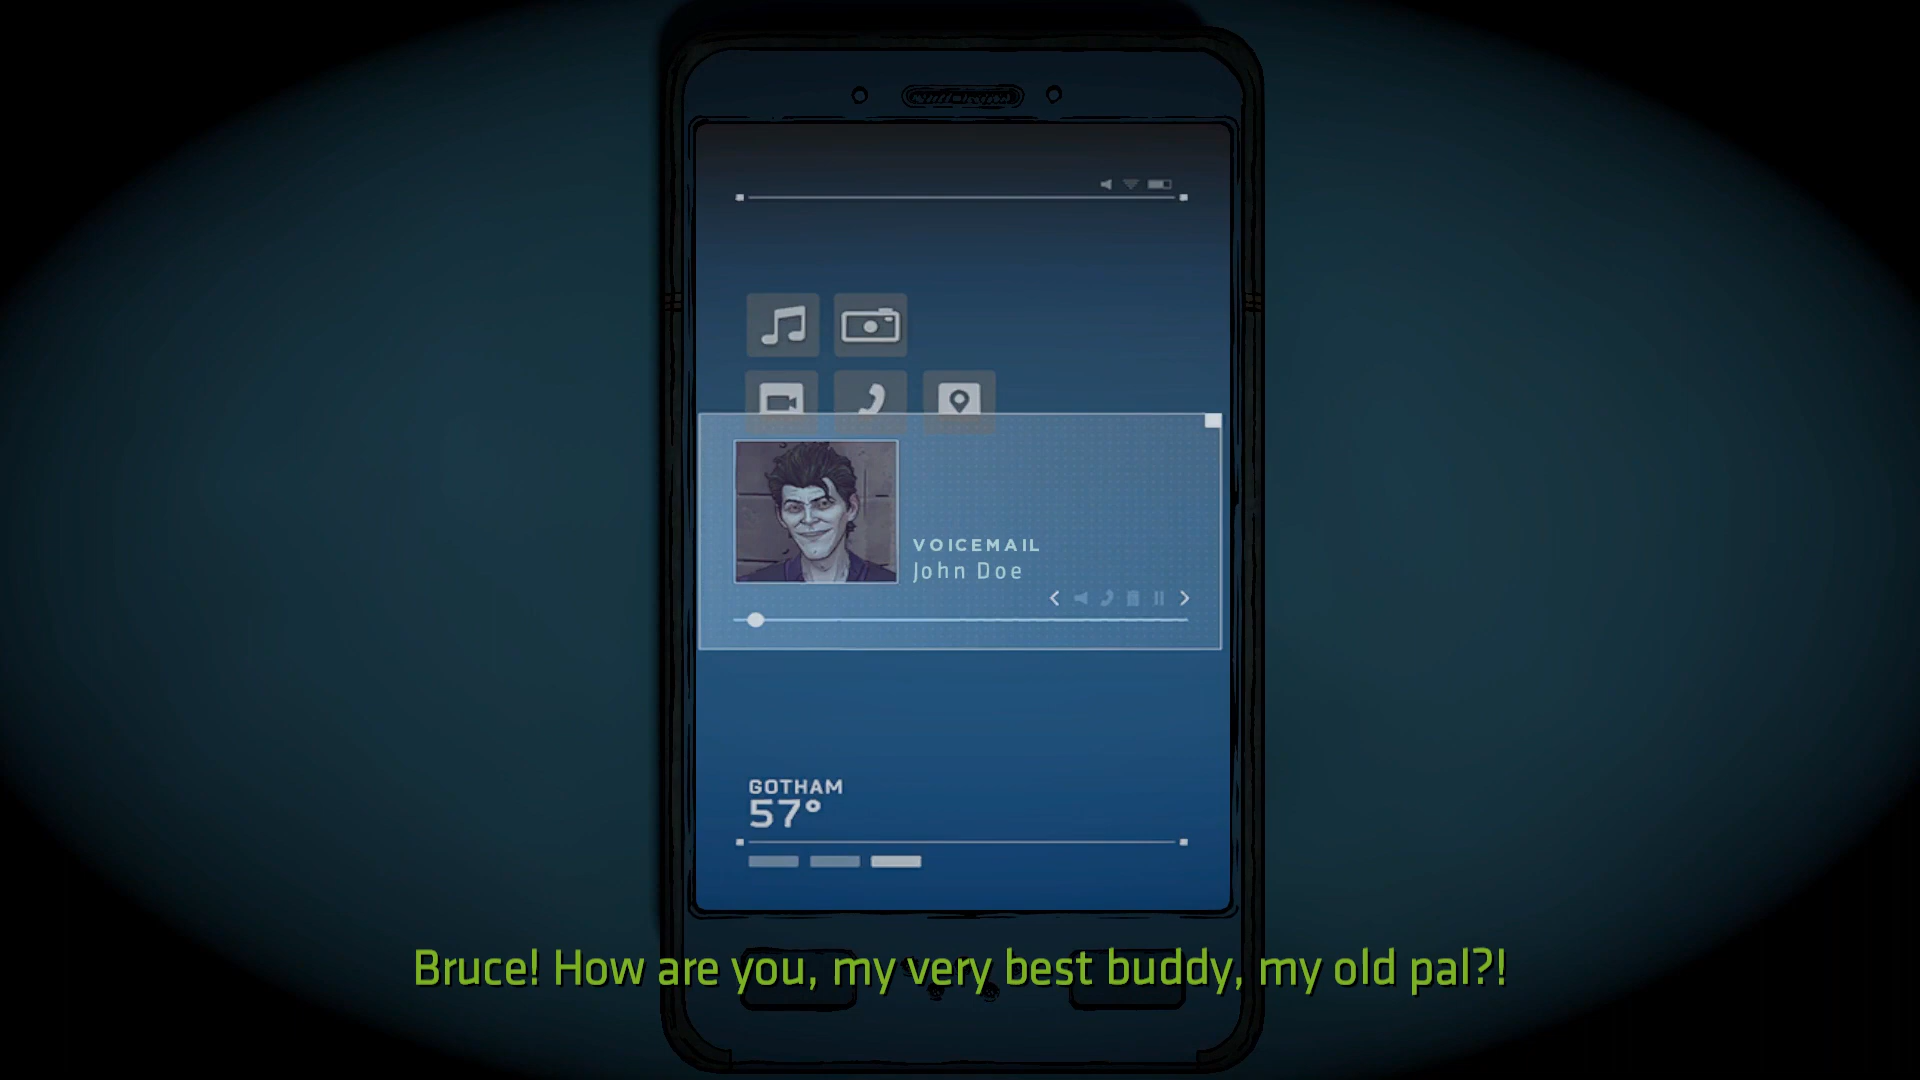 VOICEMAIL
John Doe
GOTHAM
57°
Bruce! How are you, my very best buddy, my old pal?!